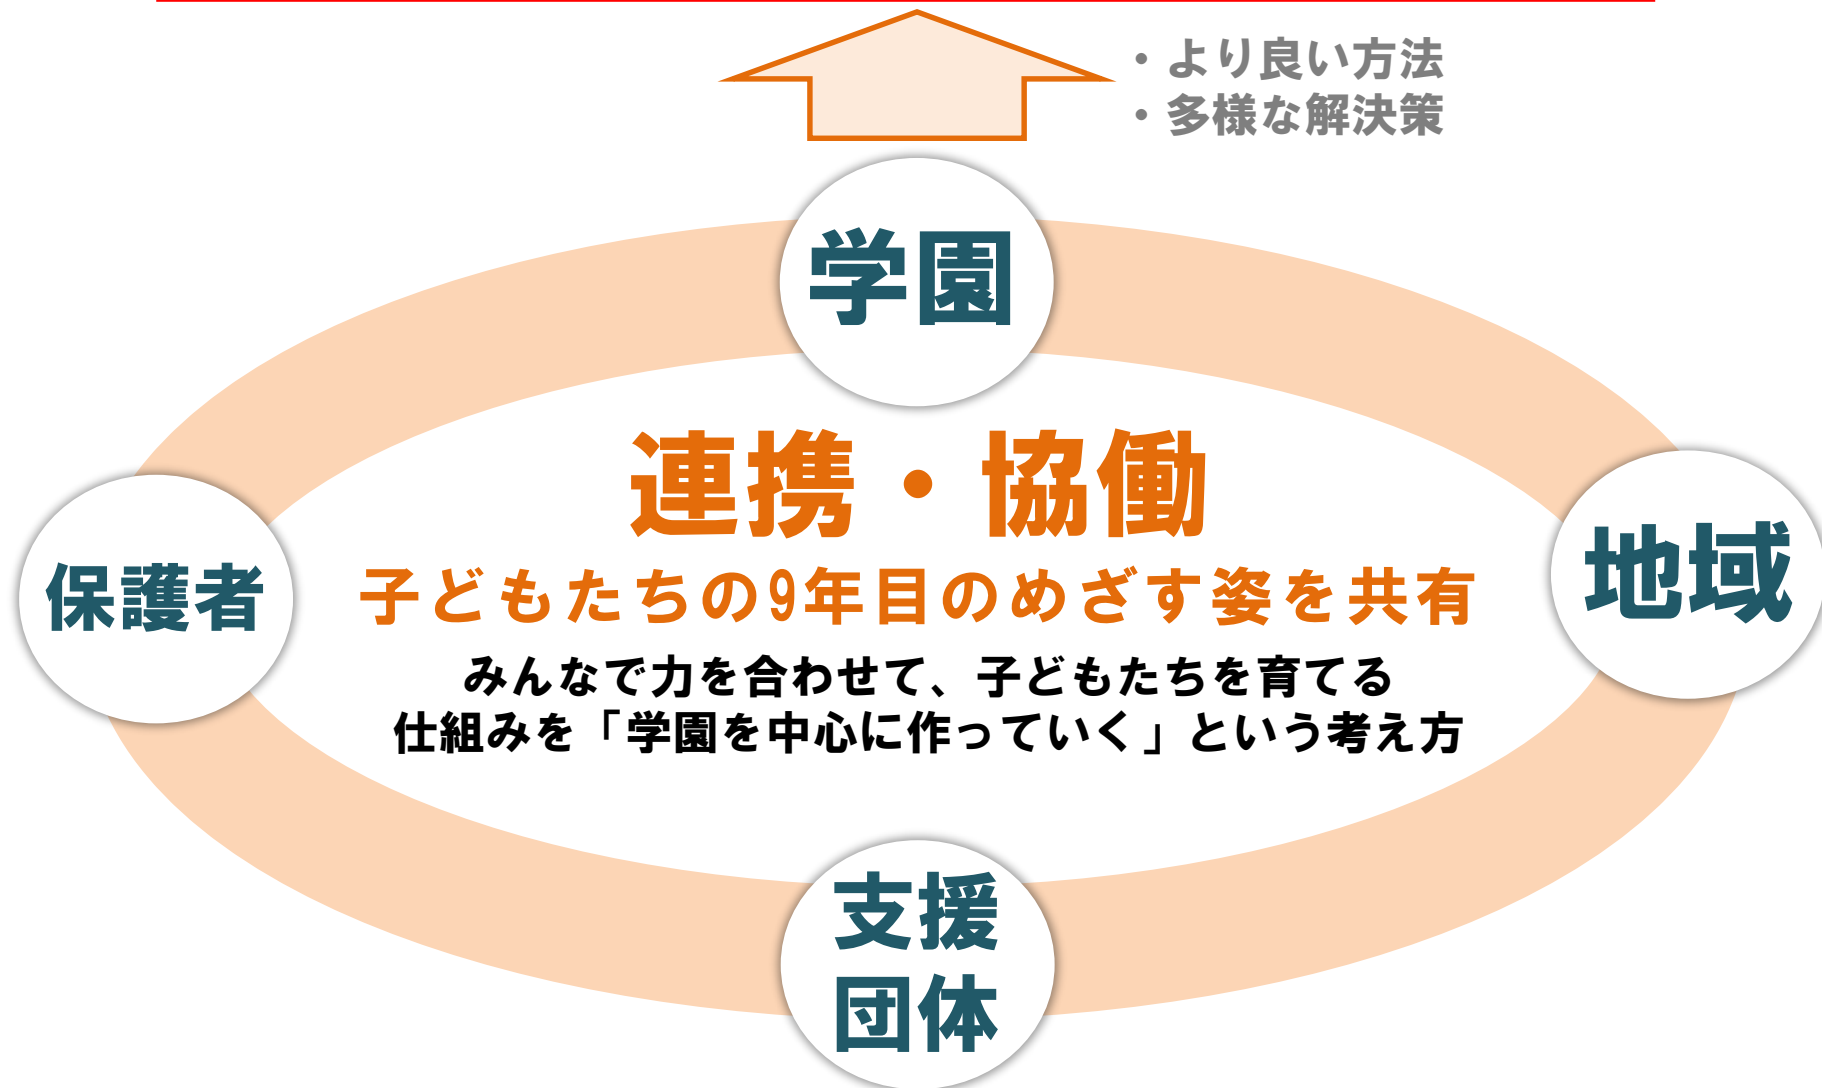 ・より良い方法
・多様な解決策
学園
連携・協働
保護者
子どもたちの9年目のめざす姿を共有
地域
みんなで力を合わせて、子どもたちを育てる
仕組みを「学園を中心に作っていく」という考え方
支援
団体